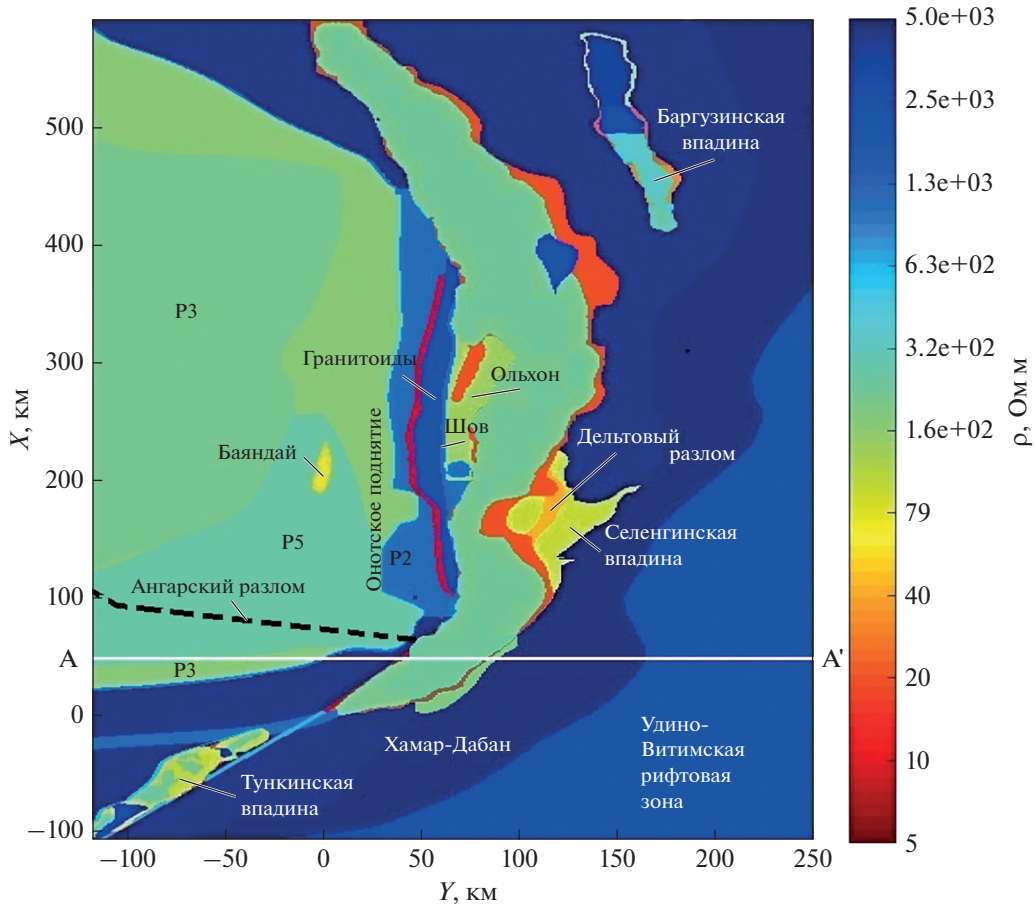 5.0e+03
2.5e+03
1.3e+03
6.3e+02
3.2e+02
1.6e+02
79
40
20
10
5
ρ, Ом м
500
400
300
200
100
0
−100
X, км
Баргузинская
впадина
P3
Гранитоиды
Ольхон
Шов
Дельтовый
разлом
Баяндай
Онотское поднятие
Селенгинская
впадина
P5
P2
Ангарский разлом
A
A'
P3
Хамар-Дабан
Удино-
Витимская
рифтовая
зона
Тункинская
впадина
−100
−50
0
50
100
150
200
250
Y, км